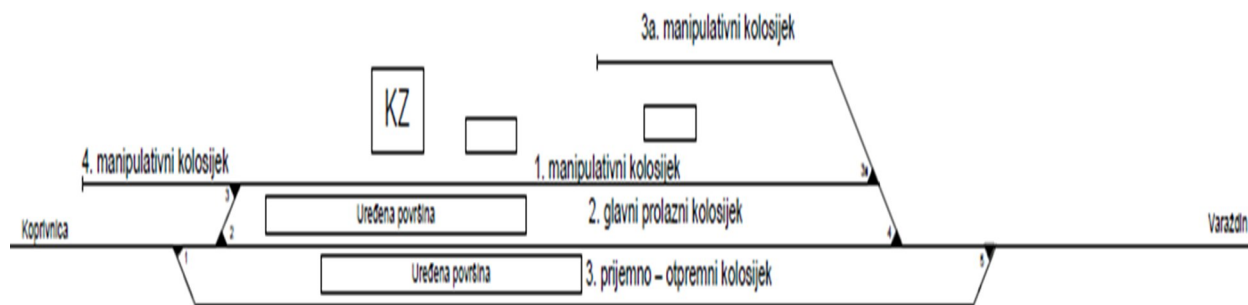 3a. manipulativni kolosijek
KZ
4. manipulativni kolosijek
1. manipulativni kolosijek
3a
3
Uređena površina
2. glavni prolazni kolosijek
Koprivnica
2
4
Varaždin
1
Uređena površina
3. prijemno – otpremni kolosijek
5